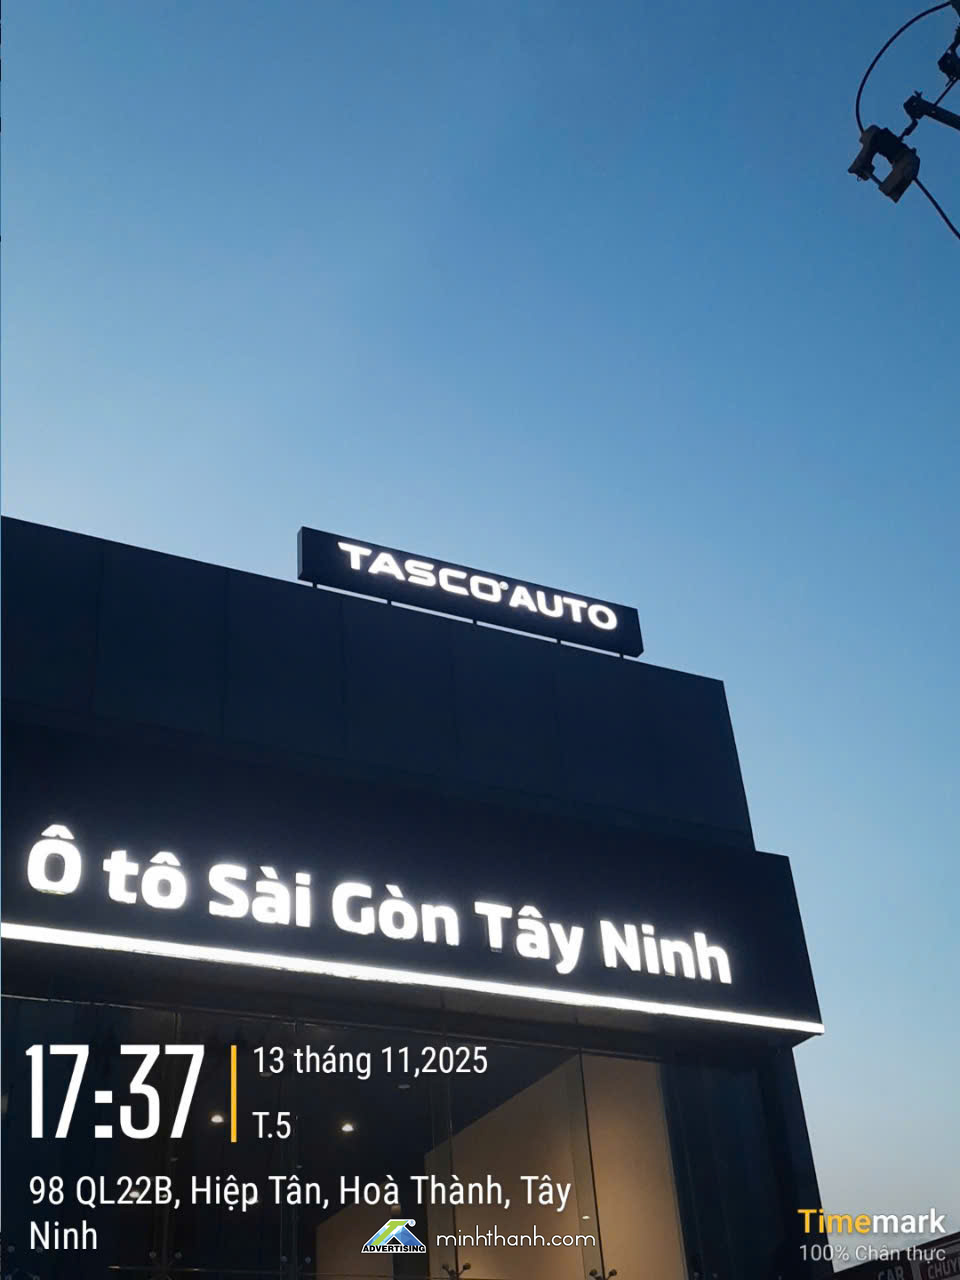 TASCO AUTO
Ô tô Sài Gòn Tây Ninh
17:37
13 tháng 11,2025
T.5
98 QL22B, Hiệp Tân, Hoà Thành, Tây
Ninh
ADVERTISING
minhthanh.com
Timemark
100% Chân thực